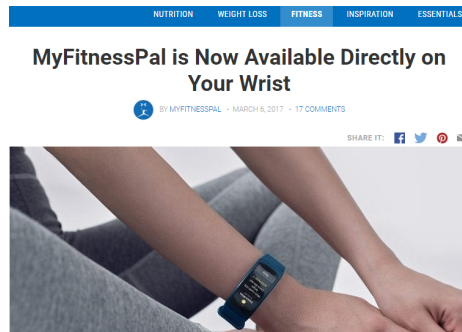 NUTRITION WEIGHT LOSS FITNESS INSPIRATION ESSENTIALS
MyFitnessPal is Now Available Directly on
Your Wrist
BY MYFITNESSPAL • MARCH 6, 2017 • 17 COMMENTS
SHARE IT: